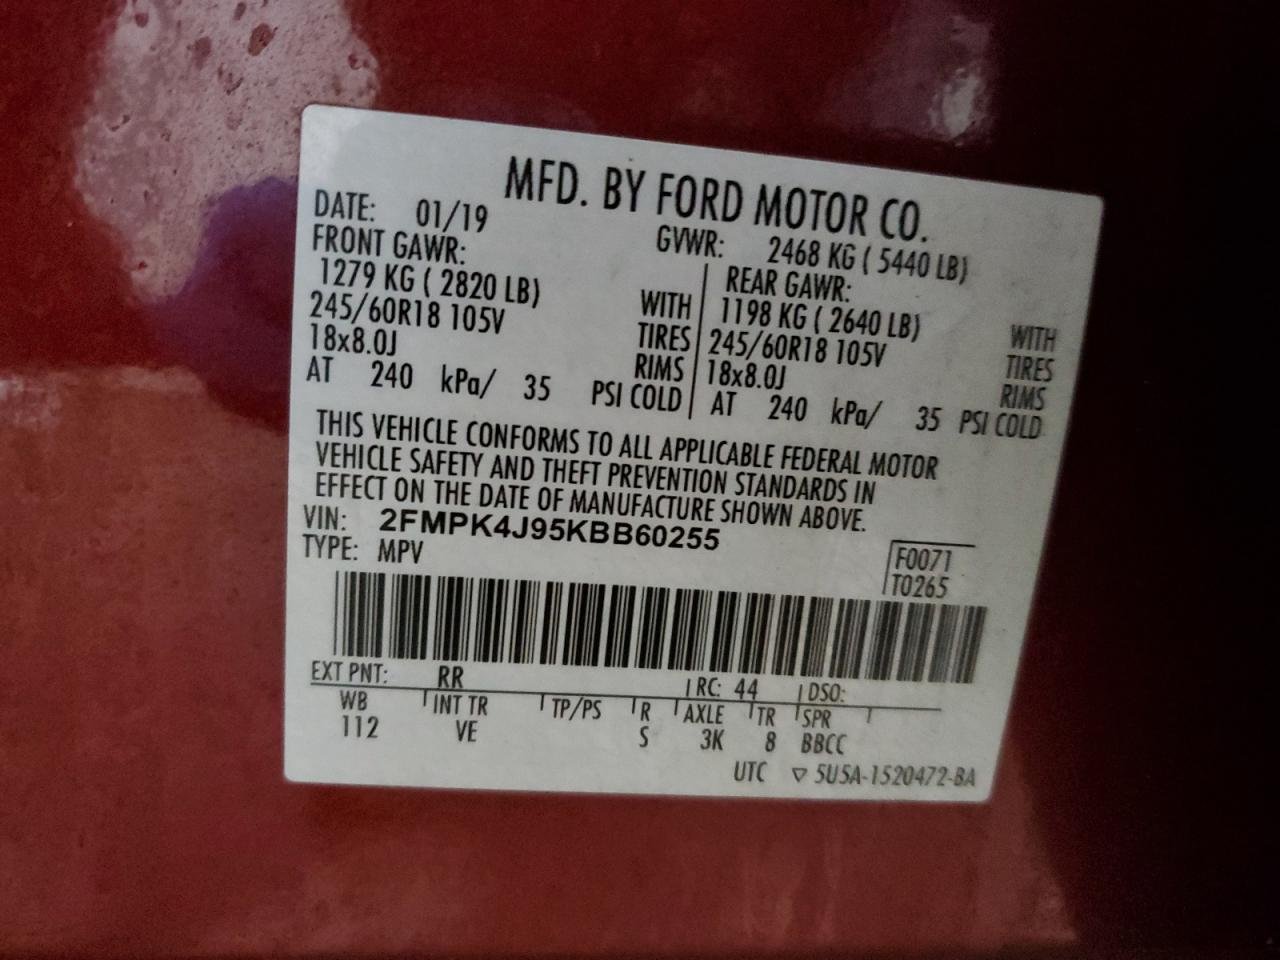 MFD. BY FORD MOTOR CO.
DATE: 01/19 GVWR: 2468 KG ( 5440 LB)
FRONT GAWR: REAR GAWR:
1279 KG ( 2820 LB) WITH 1198 KG ( 2640 LB) WITH
245/60R18 105V TIRES 245/60R18 105V TIRES
18x8.0J RIMS 18x8.0J RIMS
AT 240 kPa/ 35 PSI COLD AT 240 kPa/ 35 PSI COLD
THIS VEHICLE CONFORMS TO ALL APPLICABLE FEDERAL MOTOR
VEHICLE SAFETY AND THEFT PREVENTION STANDARDS IN
EFFECT ON THE DATE OF MANUFACTURE SHOWN ABOVE.
VIN: 2FMPK4J95KBB60255
TYPE: MPV
F0071
T0265
EXT PNT: RR RC: 44 DSO:
WB INT TR TP/PS R AXLE TR SPR
112 VE S 3K 8 BBCC
UTC ▽ 5U5A-1520472-BA